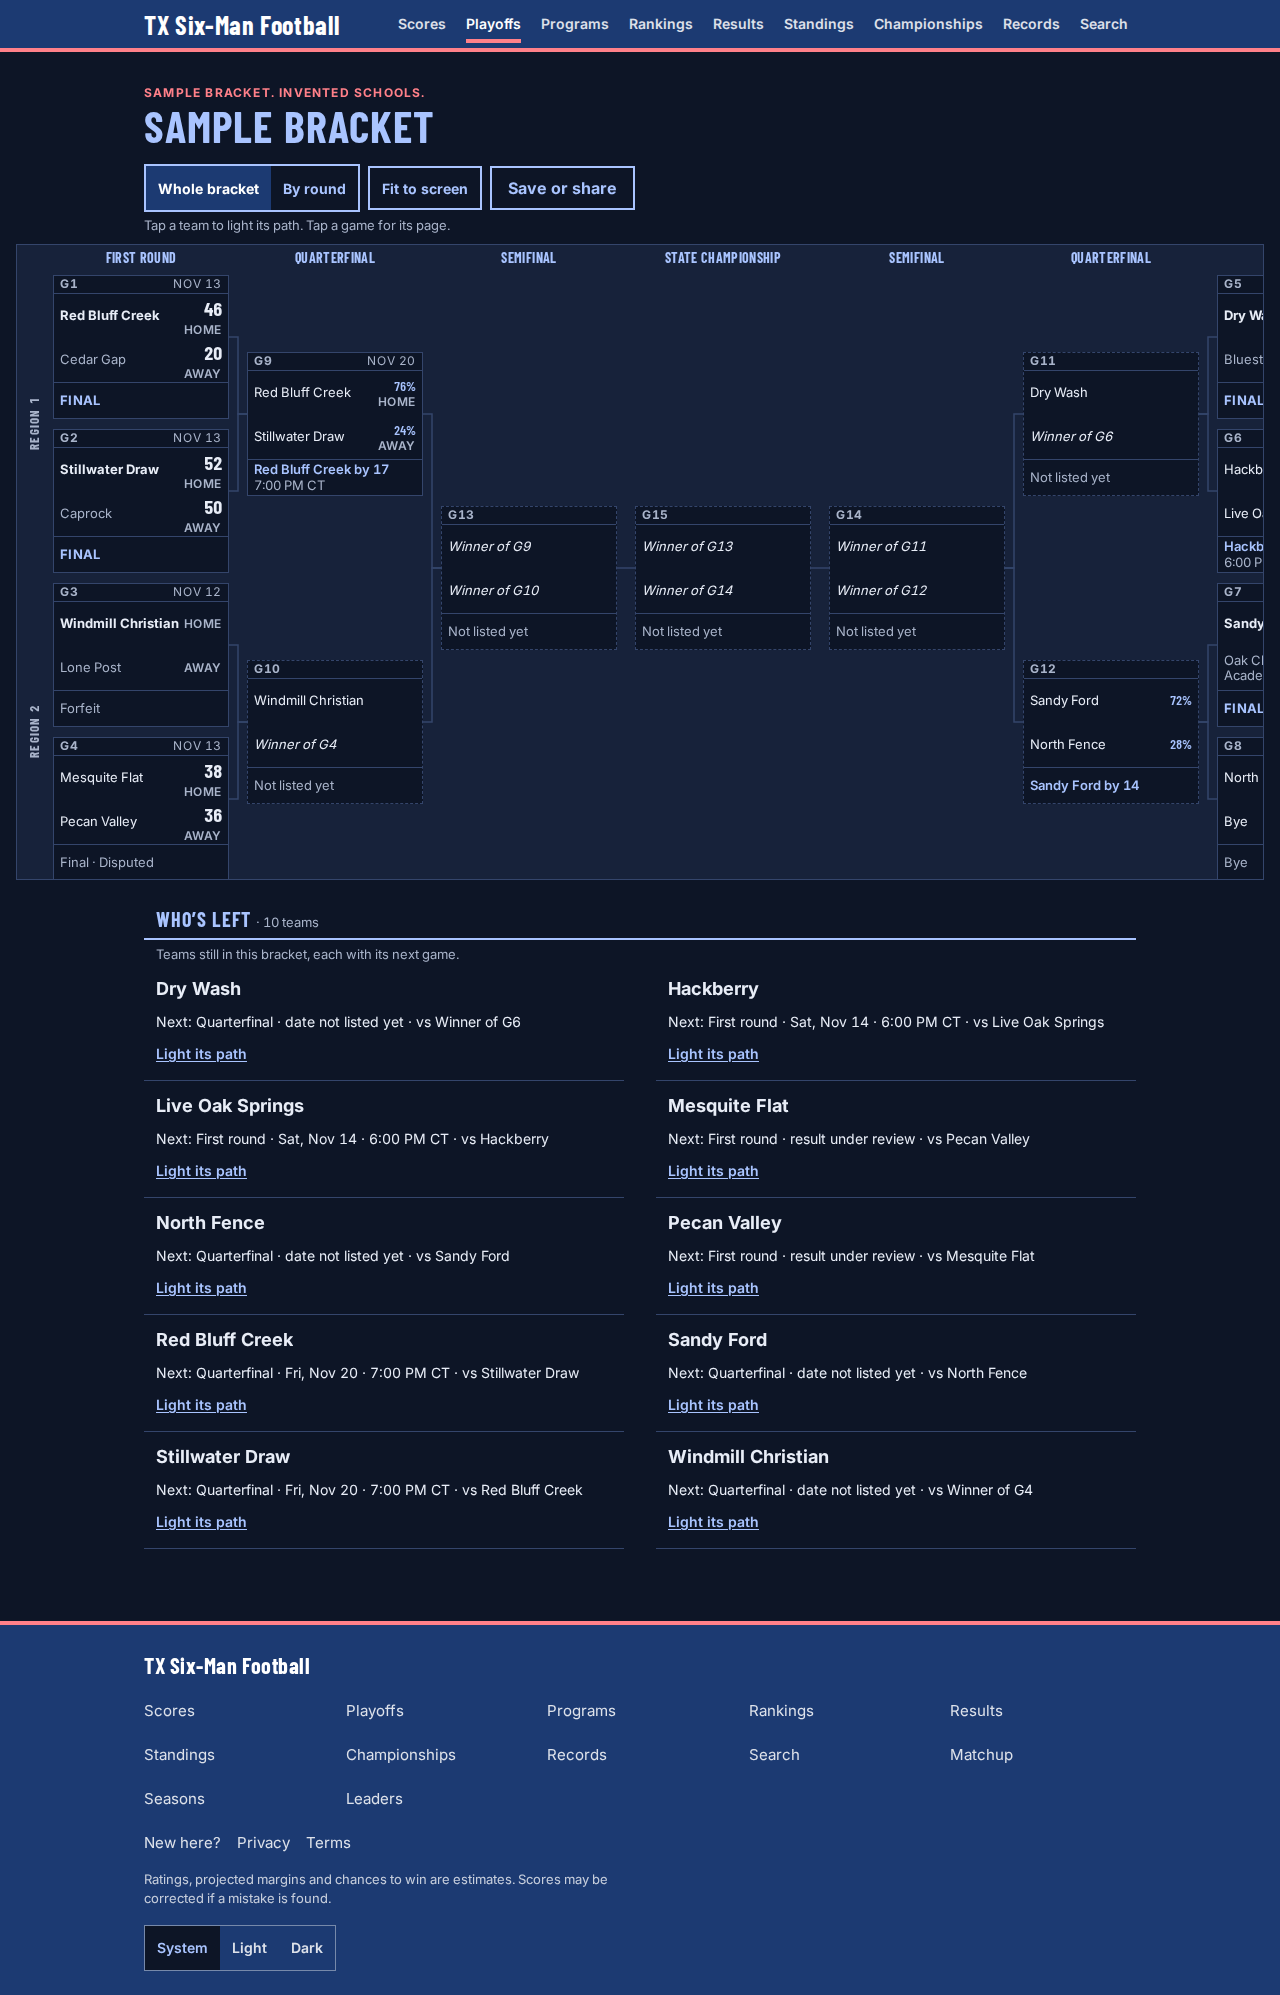 TX Six-Man Football
Scores Playoffs Programs Rankings Results Standings Championships Records Search
SAMPLE BRACKET. INVENTED SCHOOLS.
SAMPLE BRACKET
Whole bracket By round Fit to screen Save or share
Tap a team to light its path. Tap a game for its page.
FIRST ROUND QUARTERFINAL SEMIFINAL STATE CHAMPIONSHIP SEMIFINAL QUARTERFINAL
REGION 1
REGION 2
G1 NOV 13
Red Bluff Creek 46
HOME
Cedar Gap 20
AWAY
FINAL
G2 NOV 13
Stillwater Draw 52
HOME
Caprock 50
AWAY
FINAL
G3 NOV 12
Windmill Christian HOME
Lone Post AWAY
Forfeit
G4 NOV 13
Mesquite Flat 38
HOME
Pecan Valley 36
AWAY
Final · Disputed
G9 NOV 20
Red Bluff Creek 76%
HOME
Stillwater Draw 24%
AWAY
Red Bluff Creek by 17
7:00 PM CT
G10
Windmill Christian
Winner of G4
Not listed yet
G13
Winner of G9
Winner of G10
Not listed yet
G15
Winner of G13
Winner of G14
Not listed yet
G14
Winner of G11
Winner of G12
Not listed yet
G11
Dry Wash
Winner of G6
Not listed yet
G12
Sandy Ford 72%
North Fence 28%
Sandy Ford by 14
G5
Dry Wa
Bluest
FINAL
G6
Hackb
Live O
Hackb
6:00 P
G7
Sandy
Oak Cl
Acade
FINAL
G8
North
Bye
Bye
WHO'S LEFT · 10 teams
Teams still in this bracket, each with its next game.
Dry Wash
Next: Quarterfinal · date not listed yet · vs Winner of G6
Light its path
Hackberry
Next: First round · Sat, Nov 14 · 6:00 PM CT · vs Live Oak Springs
Light its path
Live Oak Springs
Next: First round · Sat, Nov 14 · 6:00 PM CT · vs Hackberry
Light its path
Mesquite Flat
Next: First round · result under review · vs Pecan Valley
Light its path
North Fence
Next: Quarterfinal · date not listed yet · vs Sandy Ford
Light its path
Pecan Valley
Next: First round · result under review · vs Mesquite Flat
Light its path
Red Bluff Creek
Next: Quarterfinal · Fri, Nov 20 · 7:00 PM CT · vs Stillwater Draw
Light its path
Sandy Ford
Next: Quarterfinal · date not listed yet · vs North Fence
Light its path
Stillwater Draw
Next: Quarterfinal · Fri, Nov 20 · 7:00 PM CT · vs Red Bluff Creek
Light its path
Windmill Christian
Next: Quarterfinal · date not listed yet · vs Winner of G4
Light its path
TX Six-Man Football
Scores Playoffs Programs Rankings Results
Standings Championships Records Search Matchup
Seasons Leaders
New here? Privacy Terms
Ratings, projected margins and chances to win are estimates. Scores may be
corrected if a mistake is found.
System Light Dark